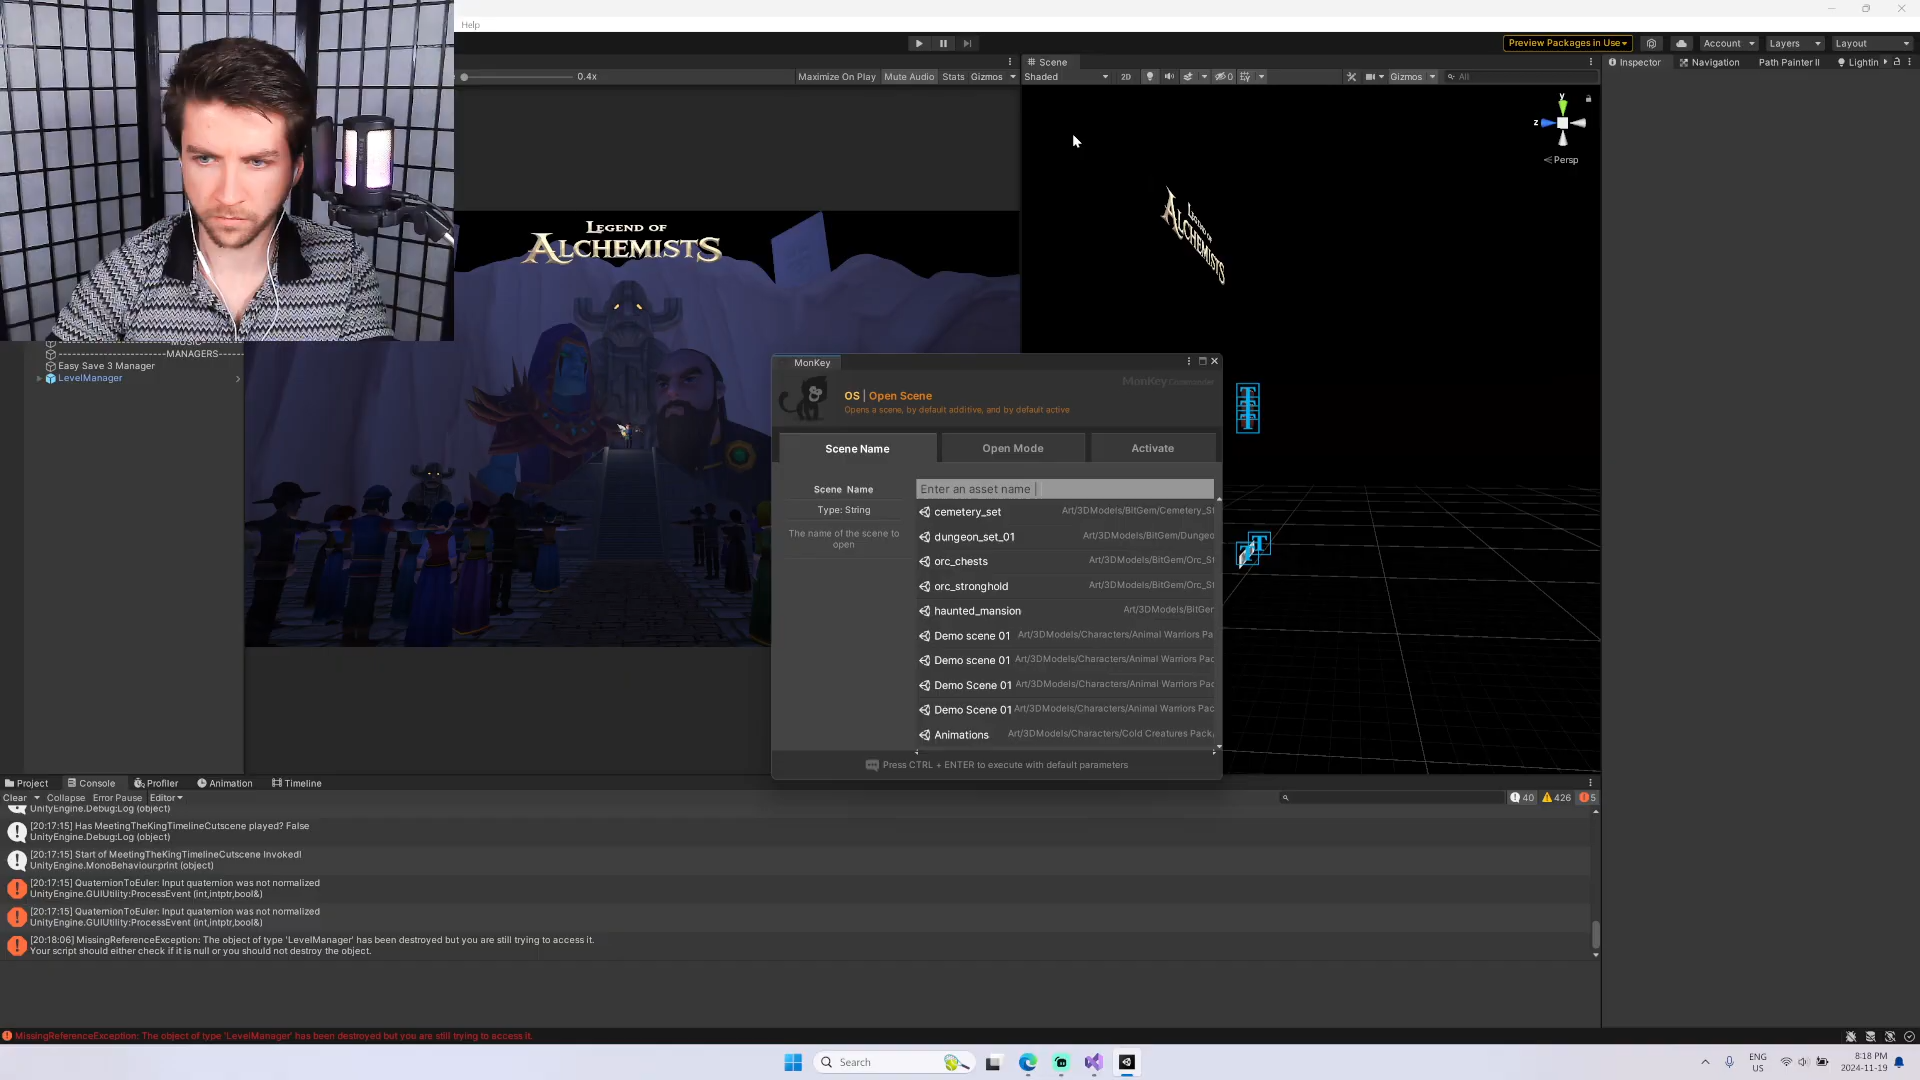 Help
Preview Packages in Use
Account
Layers
Layout
0.4x
Maximize On Play
Mute Audio
Stats
Gizmos
Scene
Shaded
2D
0
Gizmos
All
Inspector
Navigation
Path Painter II
Lightin
y
z
Persp
LEGEND OF
ALCHEMISTS
LEGEND OF
ALCHEMISTS
-------------------------MANAGERS------
Easy Save 3 Manager
LevelManager
MonKey
MonKey Commander
OS | Open Scene
Opens a scene, by default additive, and by default active
Scene Name
Open Mode
Activate
Scene Name
Type: String
The name of the scene to
open
Enter an asset name |
cemetery_set Art/3DModels/BitGem/Cemetery_St
dungeon_set_01 Art/3DModels/BitGem/Dungeo
orc_chests Art/3DModels/BitGem/Orc_St
orc_stronghold Art/3DModels/BitGem/Orc_St
haunted_mansion Art/3DModels/BitGer
Demo scene 01 Art/3DModels/Characters/Animal Warriors Pa
Demo scene 01 Art/3DModels/Characters/Animal Warriors Pac
Demo Scene 01 Art/3DModels/Characters/Animal Warriors Pac
Demo Scene 01 Art/3DModels/Characters/Animal Warriors Pac
Animations Art/3DModels/Characters/Cold Creatures Pack,
Press CTRL + ENTER to execute with default parameters
Project
Console
Profiler
Animation
Timeline
Clear
Collapse
Error Pause
Editor
40
426
5
UnityEngine.Debug:Log (object)
[20:17:15] Has MeetingTheKingTimelineCutscene played? False
UnityEngine.Debug:Log (object)
[20:17:15] Start of MeetingTheKingTimelineCutscene Invoked!
UnityEngine.MonoBehaviour:print (object)
[20:17:15] QuaternionToEuler: Input quaternion was not normalized
UnityEngine.GUIUtility:ProcessEvent (int,intptr,bool&)
[20:17:15] QuaternionToEuler: Input quaternion was not normalized
UnityEngine.GUIUtility:ProcessEvent (int,intptr,bool&)
[20:18:06] MissingReferenceException: The object of type 'LevelManager' has been destroyed but you are still trying to access it.
Your script should either check if it is null or you should not destroy the object.
MissingReferenceException: The object of type 'LevelManager' has been destroyed but you are still trying to access it.
Search
ENG
US
8:18 PM
2024-11-19